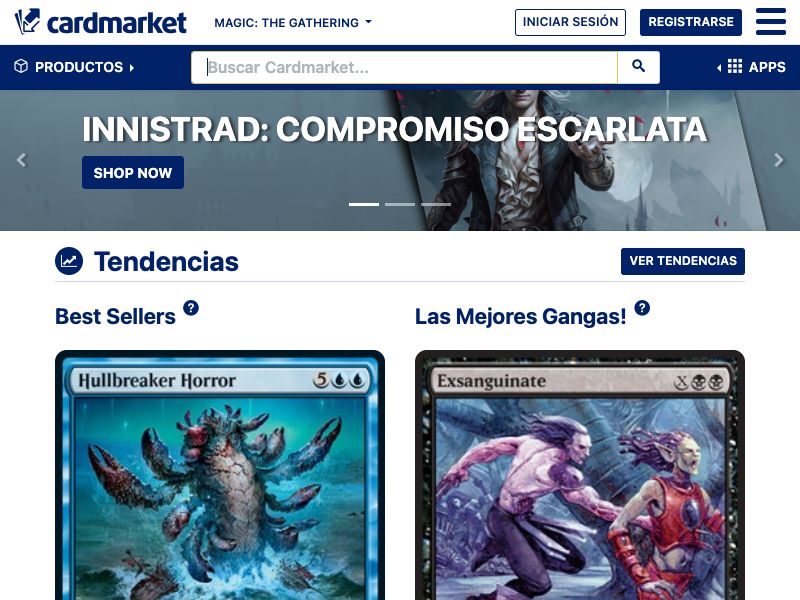 cardmarket
MAGIC: THE GATHERING
INICIAR SESIÓN
REGISTRARSE
PRODUCTOS
Buscar Cardmarket...
APPS
INNISTRAD: COMPROMISO ESCARLATA
SHOP NOW
Tendencias
VER TENDENCIAS
Best Sellers ?
Las Mejores Gangas! ?
Hullbreaker Horror 5
Exsanguinate X